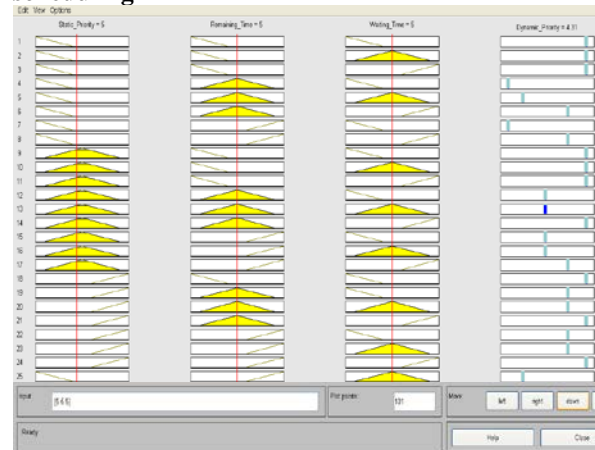 Edit View Options
Static_Priority = 5
Remaining_Time = 5
Waiting_Time = 5
Dynamic_Priority = 4.31
1
2
3
4
5
6
7
8
9
10
11
12
13
14
15
16
17
18
19
20
21
22
23
24
25
Input:
[5 5 5]
Plot points:
101
Move:
left
right
down
Ready
Help
Close